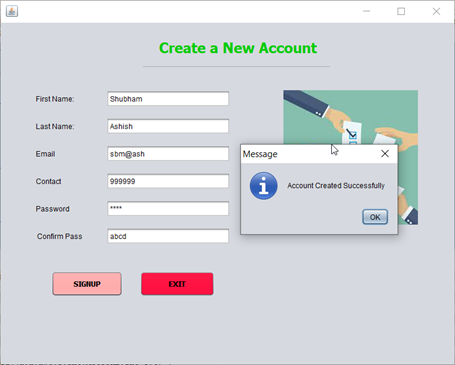 Create a New Account
First Name: Shubham
Last Name: Ashish
Email sbm@ash
Contact 999999
Password ****
Confirm Pass abcd
SIGNUP EXIT
Message
Account Created Successfully
OK